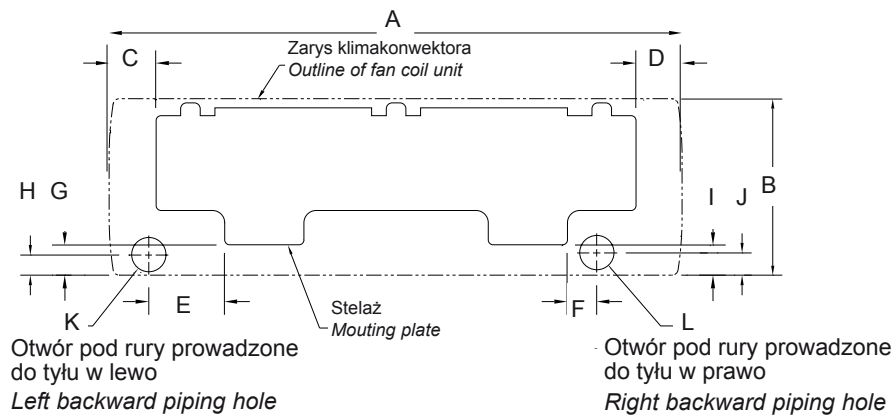 A
Zarys klimakonwektora
Outline of fan coil unit
C
D
B
H
G
I
J
E
F
K
Stelaż
Mouting plate
L
Otwór pod rury prowadzone
do tyłu w lewo
Left backward piping hole
Otwór pod rury prowadzone
do tyłu w prawo
Right backward piping hole